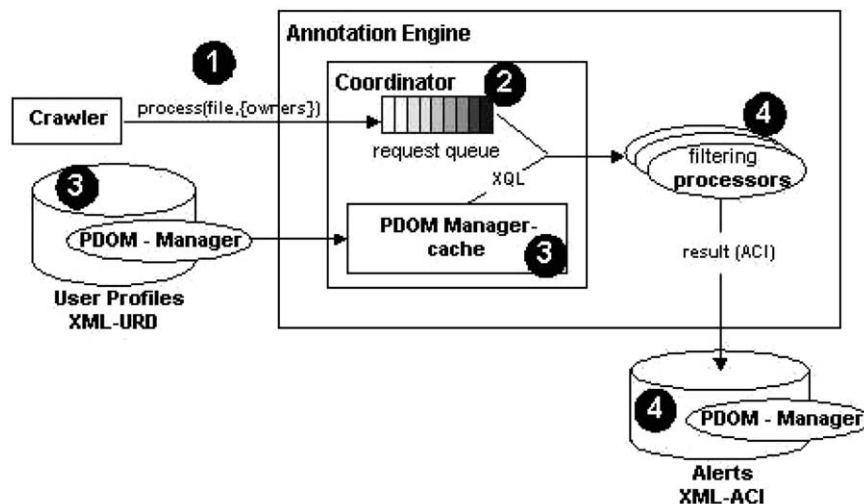 Annotation Engine
1
Coordinator
2
process(file,{owners})
Crawler
request queue
4
filtering
processors
XQL
3
PDOM - Manager
PDOM Manager-
cache
3
result (ACI)
User Profiles
XML-URD
4
PDOM - Manager
Alerts
XML-ACI